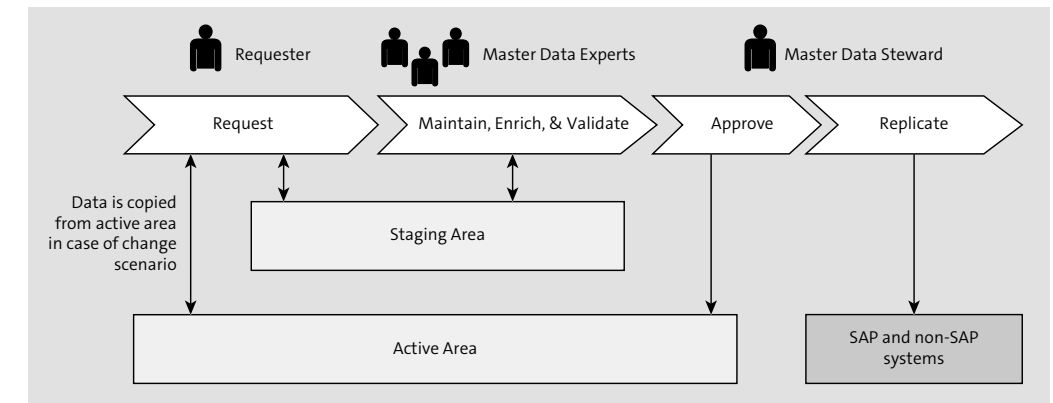 Requester
Master Data Experts
Master Data Steward
Request
Maintain, Enrich, & Validate
Approve
Replicate
Data is copied
from active area
in case of change
scenario
Staging Area
Active Area
SAP and non-SAP
systems